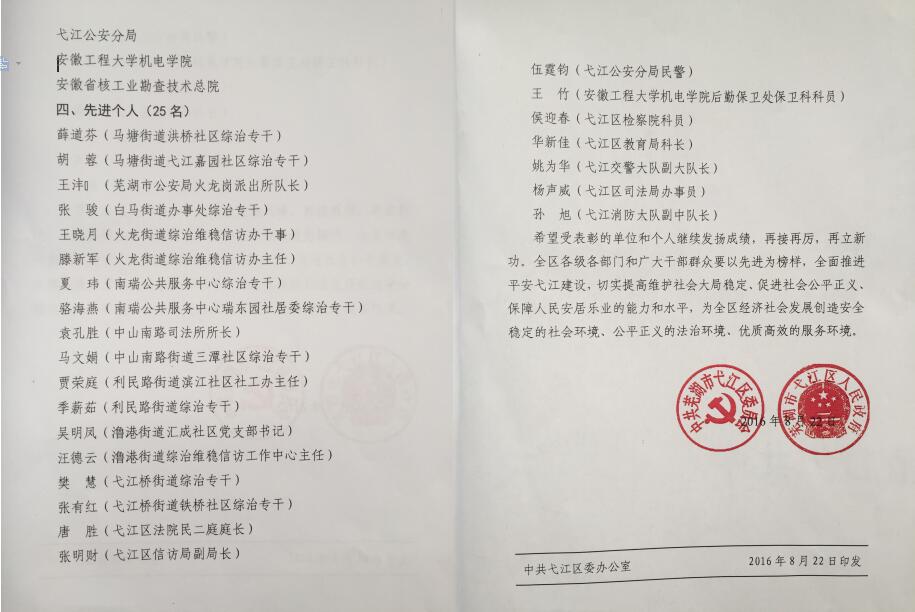 弋江公安分局
安徽工程大学机电学院
安徽省核工业勘查技术总院
四、先进个人（25 名）
薛道芬（马塘街道洪桥社区综治专干）
胡　蓉（马塘街道弋江嘉园社区综治专干）
王沣▯（芜湖市公安局火龙岗派出所队长）
张　骏（白马街道办事处综治专干）
王晓月（火龙街道综治维稳信访办干事）
滕新军（火龙街道综治维稳信访办主任）
夏　玮（南瑞公共服务中心综治专干）
骆海燕（南瑞公共服务中心瑞东园社居委综治专干）
袁孔胜（中山南路司法所所长）
马文娟（中山南路街道三潭社区综治专干）
贾荣庭（利民路街道滨江社区社工办主任）
季薪茹（利民路街道综治专干）
吴明凤（澛港街道汇成社区党支部书记）
汪德云（澛港街道综治维稳信访工作中心主任）
樊　慧（弋江桥街道综治专干）
张有红（弋江桥街道铁桥社区综治专干）
唐　胜（弋江区法院民二庭庭长）
张明财（弋江区信访局副局长）
伍霆钧（弋江公安分局民警）
王　竹（安徽工程大学机电学院后勤保卫处保卫科科员）
侯迎春（弋江区检察院科员）
华新佳（弋江区教育局科长）
姚为华（弋江交警大队副大队长）
杨声威（弋江区司法局办事员）
孙　旭（弋江消防大队副中队长）
希望受表彰的单位和个人继续发扬成绩，再接再厉，再立新
功。全区各级各部门和广大干部群众要以先进为榜样，全面推进
平安弋江建设，切实提高维护社会大局稳定、促进社会公平正义、
保障人民安居乐业的能力和水平，为全区经济社会发展创造安全
稳定的社会环境、公平正义的法治环境、优质高效的服务环境。
中共芜湖市弋江区委员会
芜湖市弋江区人民政府
2016 年 8 月 22 日
中共弋江区委办公室
2016 年 8 月 22 日印发